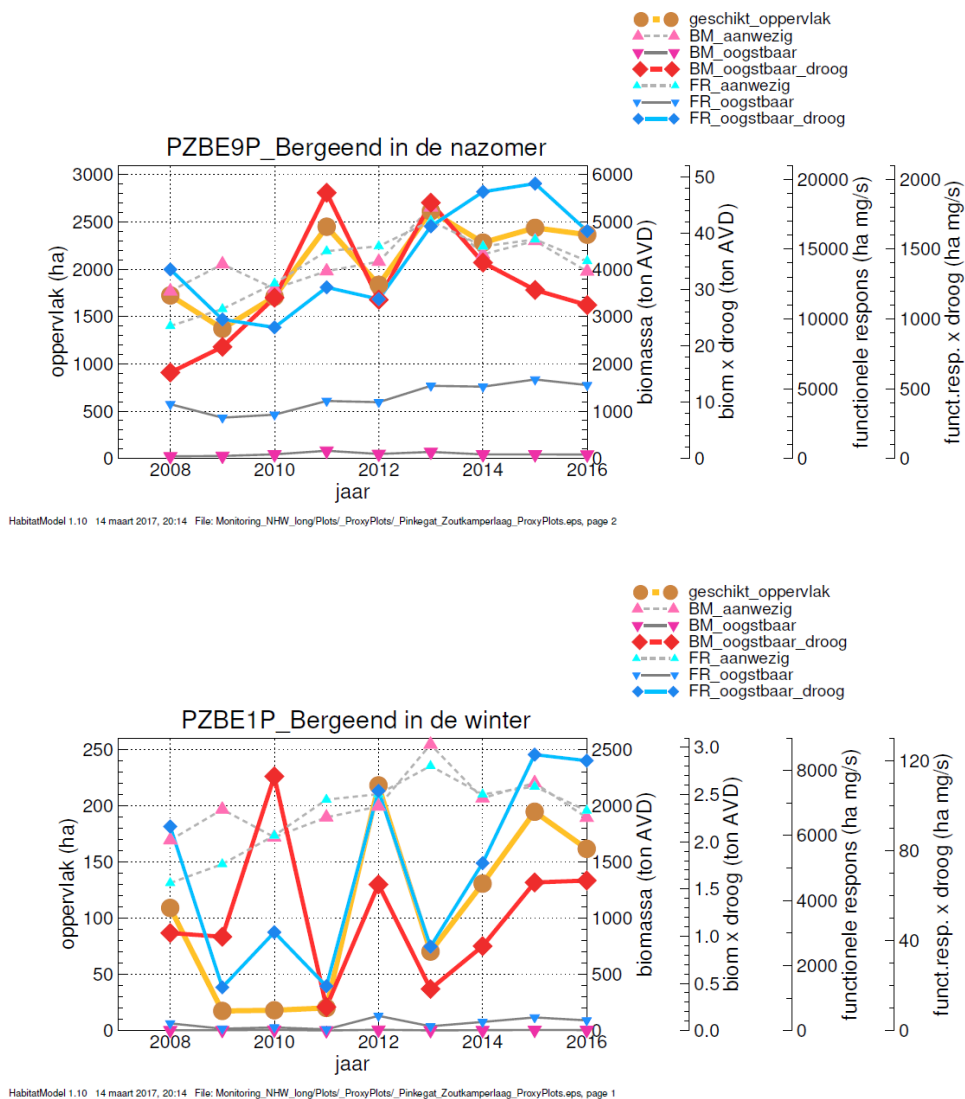 geschikt_oppervlak
BM_aanwezig
BM_oogstbaar
BM_oogstbaar_droog
FR_aanwezig
FR_oogstbaar
FR_oogstbaar_droog
PZBE9P_Bergeend in de nazomer
3000 6000 50 20000 2000
2500 5000 40 15000 1500
2000 4000 30 10000 1000
1500 3000 20 5000 500
1000 2000 10 0 0
500 1000 0
0 0
oppervlak (ha)
biomassa (ton AVD)
biom x droog (ton AVD)
functionele respons (ha mg/s)
funct.resp. x droog (ha mg/s)
2008 2010 2012 2014 2016
jaar
HabitatModel 1.10 14 maart 2017, 20:14 File: Monitoring_NHW_long/Plots/_ProxyPlots/_Pinkegat_Zoutkamperlaag_ProxyPlots.eps, page 2
geschikt_oppervlak
BM_aanwezig
BM_oogstbaar
BM_oogstbaar_droog
FR_aanwezig
FR_oogstbaar
FR_oogstbaar_droog
PZBE1P_Bergeend in de winter
250 2500 3.0 8000 120
200 2000 2.5 6000 80
150 1500 2.0 4000 40
100 1000 1.5 2000 0
50 500 1.0 0
0 0 0.5
0.0
oppervlak (ha)
biomassa (ton AVD)
biom x droog (ton AVD)
functionele respons (ha mg/s)
funct.resp. x droog (ha mg/s)
2008 2010 2012 2014 2016
jaar
HabitatModel 1.10 14 maart 2017, 20:14 File: Monitoring_NHW_long/Plots/_ProxyPlots/_Pinkegat_Zoutkamperlaag_ProxyPlots.eps, page 1